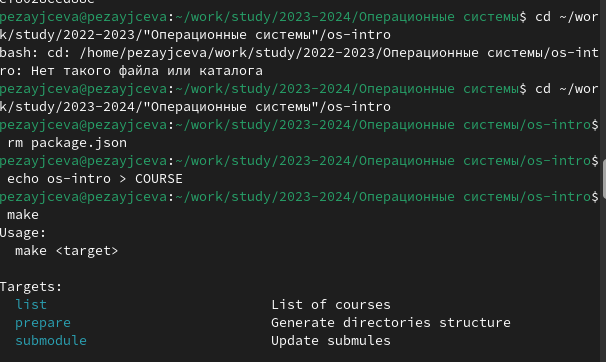 pezayjceva@pezayjceva:~/work/study/2023-2024/Операционные системы$ cd ~/wor
k/study/2022-2023/"Операционные системы"/os-intro
bash: cd: /home/pezayjceva/work/study/2022-2023/Операционные системы/os-int
ro: Нет такого файла или каталога
pezayjceva@pezayjceva:~/work/study/2023-2024/Операционные системы$ cd ~/wor
k/study/2023-2024/"Операционные системы"/os-intro
pezayjceva@pezayjceva:~/work/study/2023-2024/Операционные системы/os-intro$
rm package.json
pezayjceva@pezayjceva:~/work/study/2023-2024/Операционные системы/os-intro$
echo os-intro > COURSE
pezayjceva@pezayjceva:~/work/study/2023-2024/Операционные системы/os-intro$
make
Usage:
make <target>
Targets:
list List of courses
prepare Generate directories structure
submodule Update submules